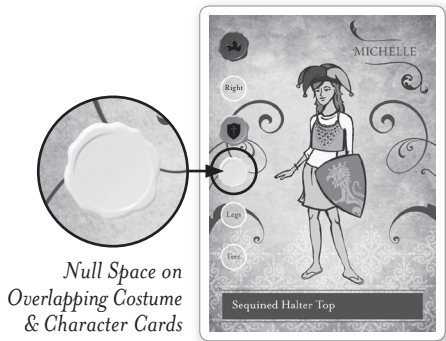 MICHELLE
Right
Legs
Feet
Sequined Halter Top
Null Space on
Overlapping Costume
& Character Cards